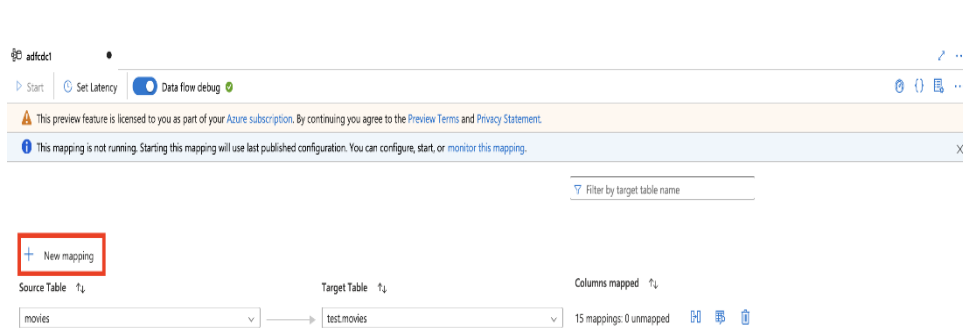 adfcdc1
Start Set Latency Data flow debug
This preview feature is licensed to you as part of your Azure subscription. By continuing you agree to the Preview Terms and Privacy Statement.
This mapping is not running. Starting this mapping will use last published configuration. You can configure, start, or monitor this mapping.
Filter by target table name
New mapping
Source Table Target Table Columns mapped
movies test.movies 15 mappings: 0 unmapped